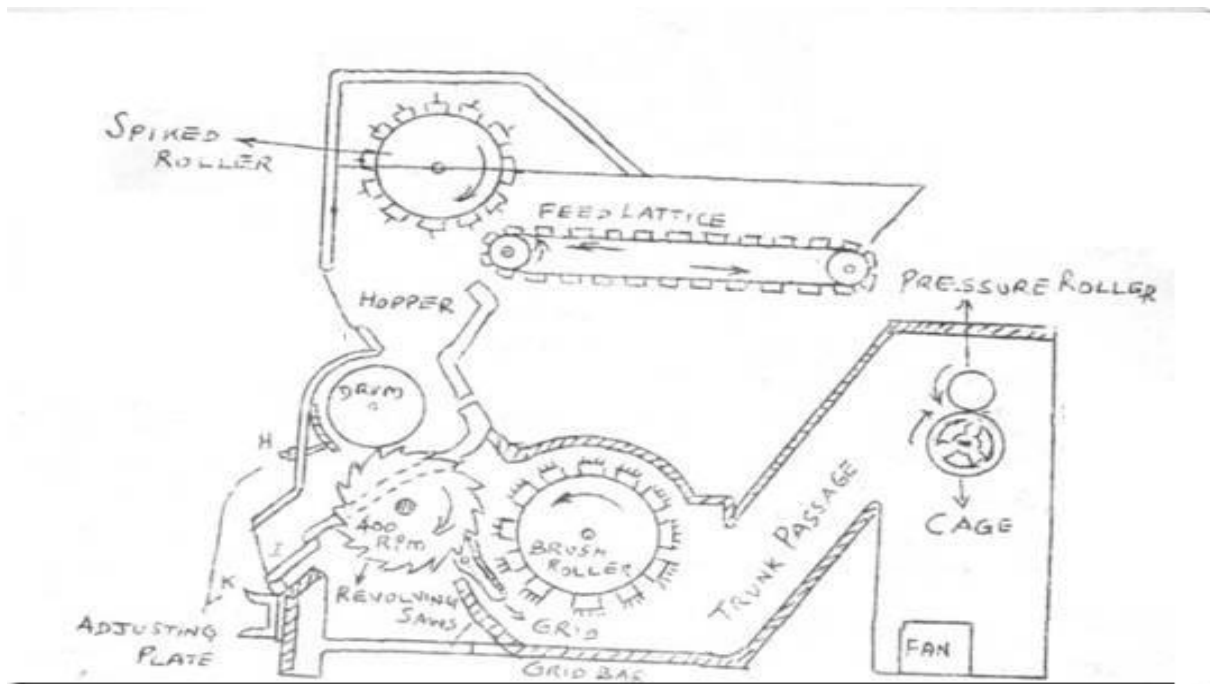 SPIKED
ROLLER
FEED LATTICE
PRESSURE ROLLER
HOPPER
DRUM
H
TRUNK PASSAGE
CAGE
400
RPM
BRUSH
ROLLER
I
K
REVOLVING
SAWS
GRID
ADJUSTING
PLATE
FAN
GRID BAR